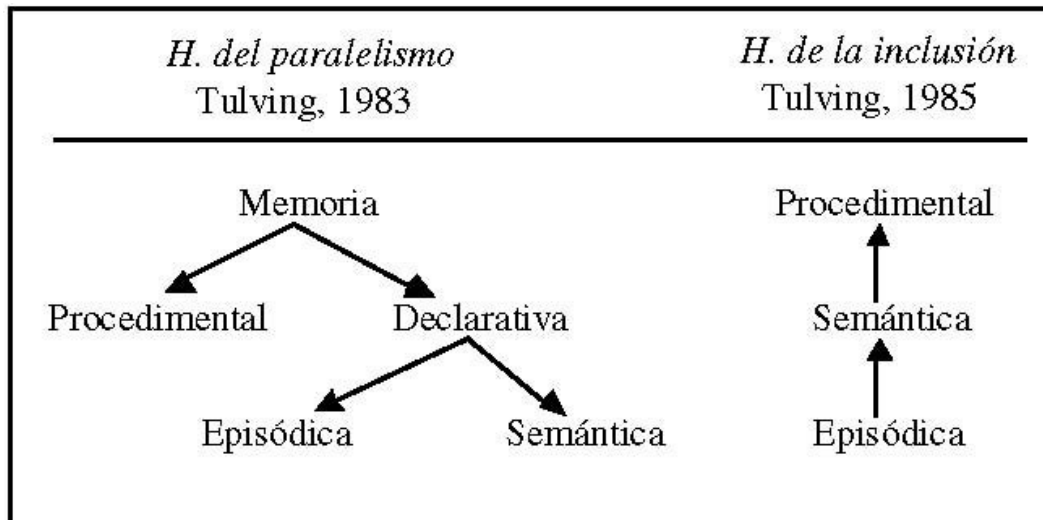 H. del paralelismo
Tulving, 1983
Memoria
Procedimental
Declarativa
Episódica
Semántica
H. de la inclusión
Tulving, 1985
Procedimental
Semántica
Episódica